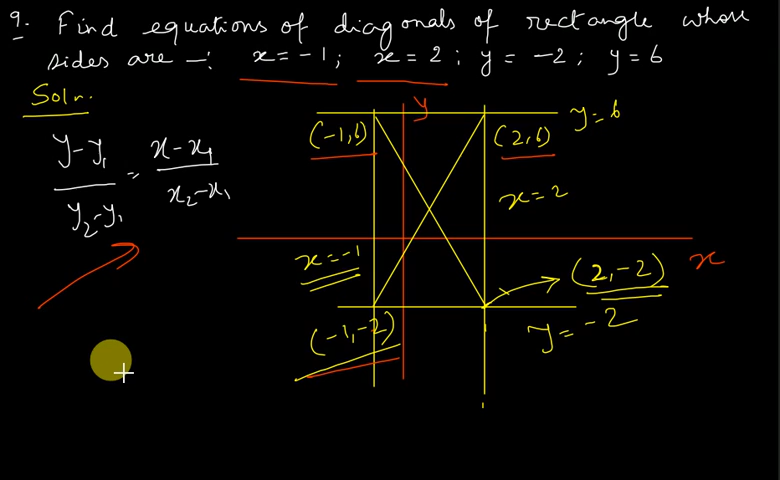 9. Find equations of diagonals of rectangle whose
sides are -: x = -1 ; x = 2 ; y = -2 ; y = 6
Soln.
y - y₁ / y₂ - y₁ = x - x₁ / x₂ - x₁
y
y = 6
(-1, 6)
(2, 6)
x = 2
x = -1
x
(2, -2)
(-1, -2)
y = -2